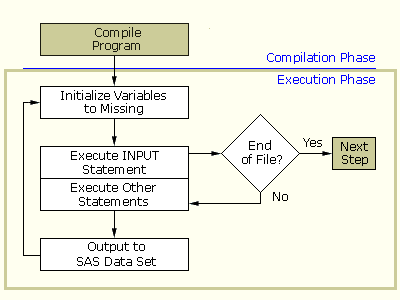 Compile
Program
Compilation Phase
Execution Phase
Initialize Variables
to Missing
Execute INPUT
Statement
End
of File?
Yes
Next
Step
Execute Other
Statements
No
Output to
SAS Data Set